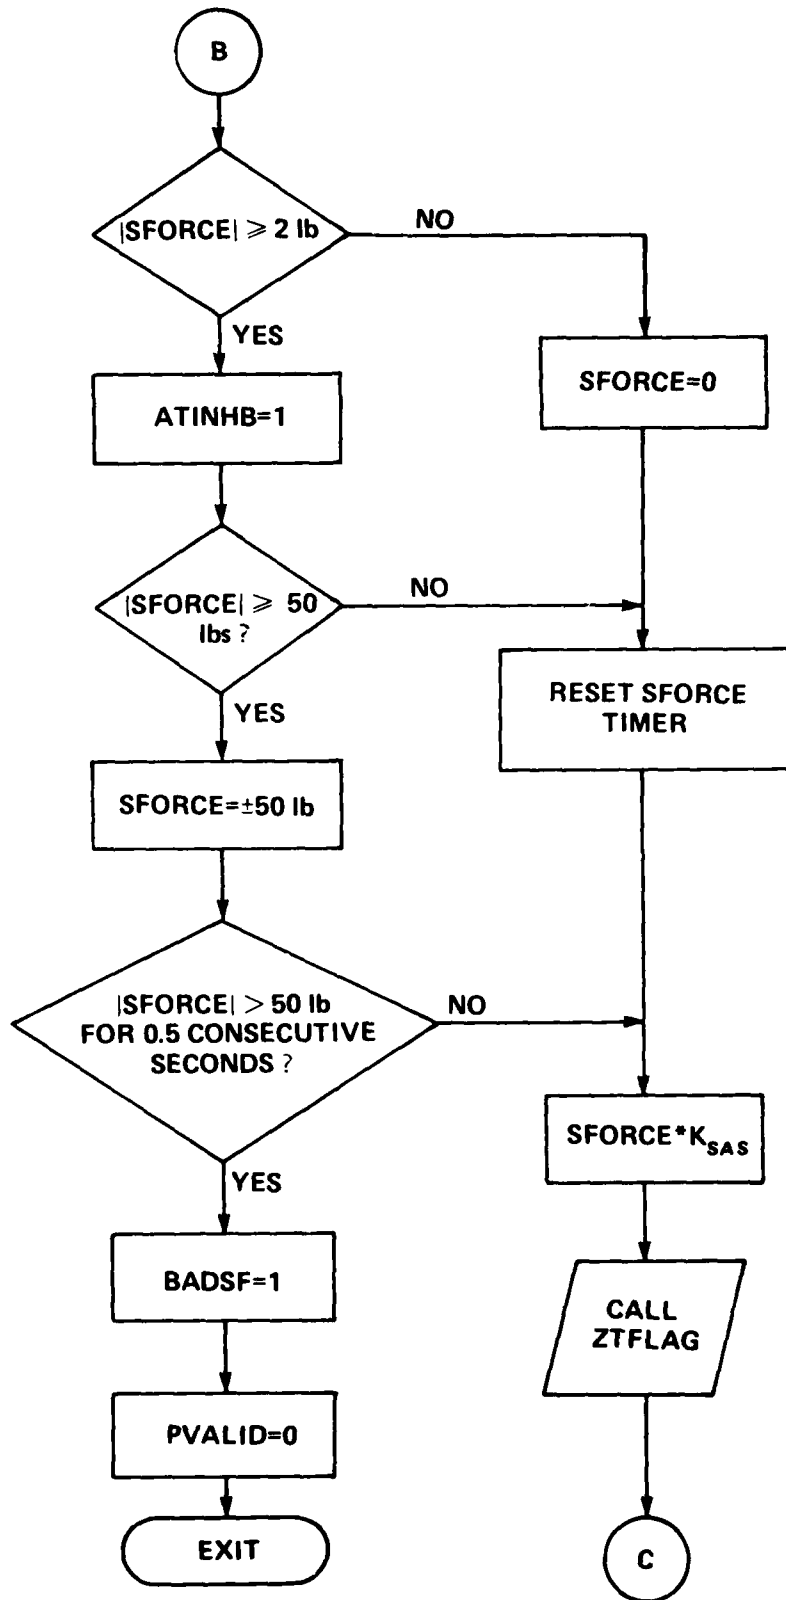 B
|SFORCE| ⩾ 2 lb
NO
YES
SFORCE=0
ATINHB=1
|SFORCE| ⩾ 50
lbs ?
NO
YES
RESET SFORCE
TIMER
SFORCE=±50 lb
|SFORCE| > 50 lb
FOR 0.5 CONSECUTIVE
SECONDS ?
NO
YES
SFORCE*K_SAS
BADSF=1
CALL
ZTFLAG
PVALID=0
EXIT
C